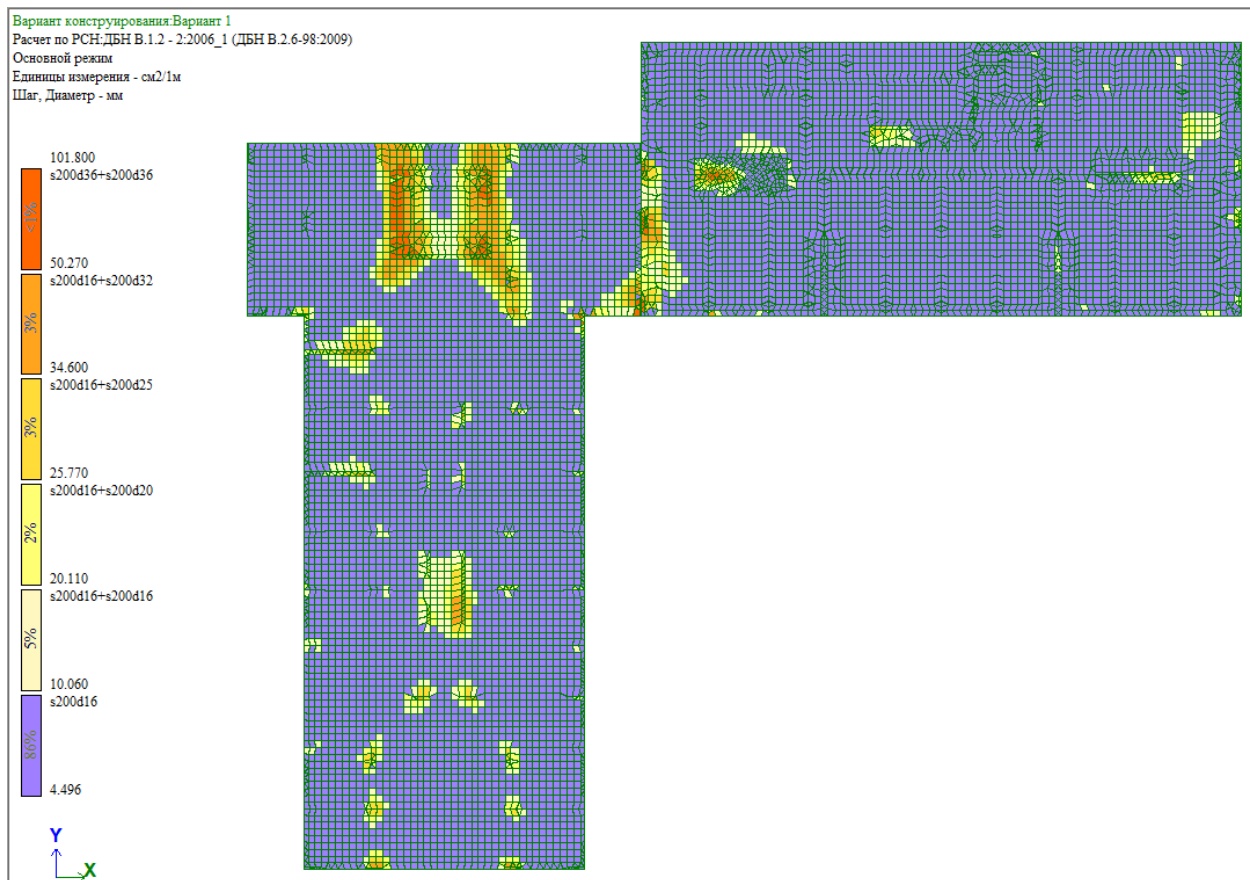 Вариант конструирования:Вариант 1
Расчет по РСН:ДБН В.1.2 - 2:2006_1 (ДБН В.2.6-98:2009)
Основной режим
Единицы измерения - см2/1м
Шаг, Диаметр - мм
101.800
s200d36+s200d36
<1%
50.270
s200d16+s200d32
3%
34.600
s200d16+s200d25
3%
25.770
s200d16+s200d20
2%
20.110
s200d16+s200d16
5%
10.060
s200d16
86%
4.496
Y
X